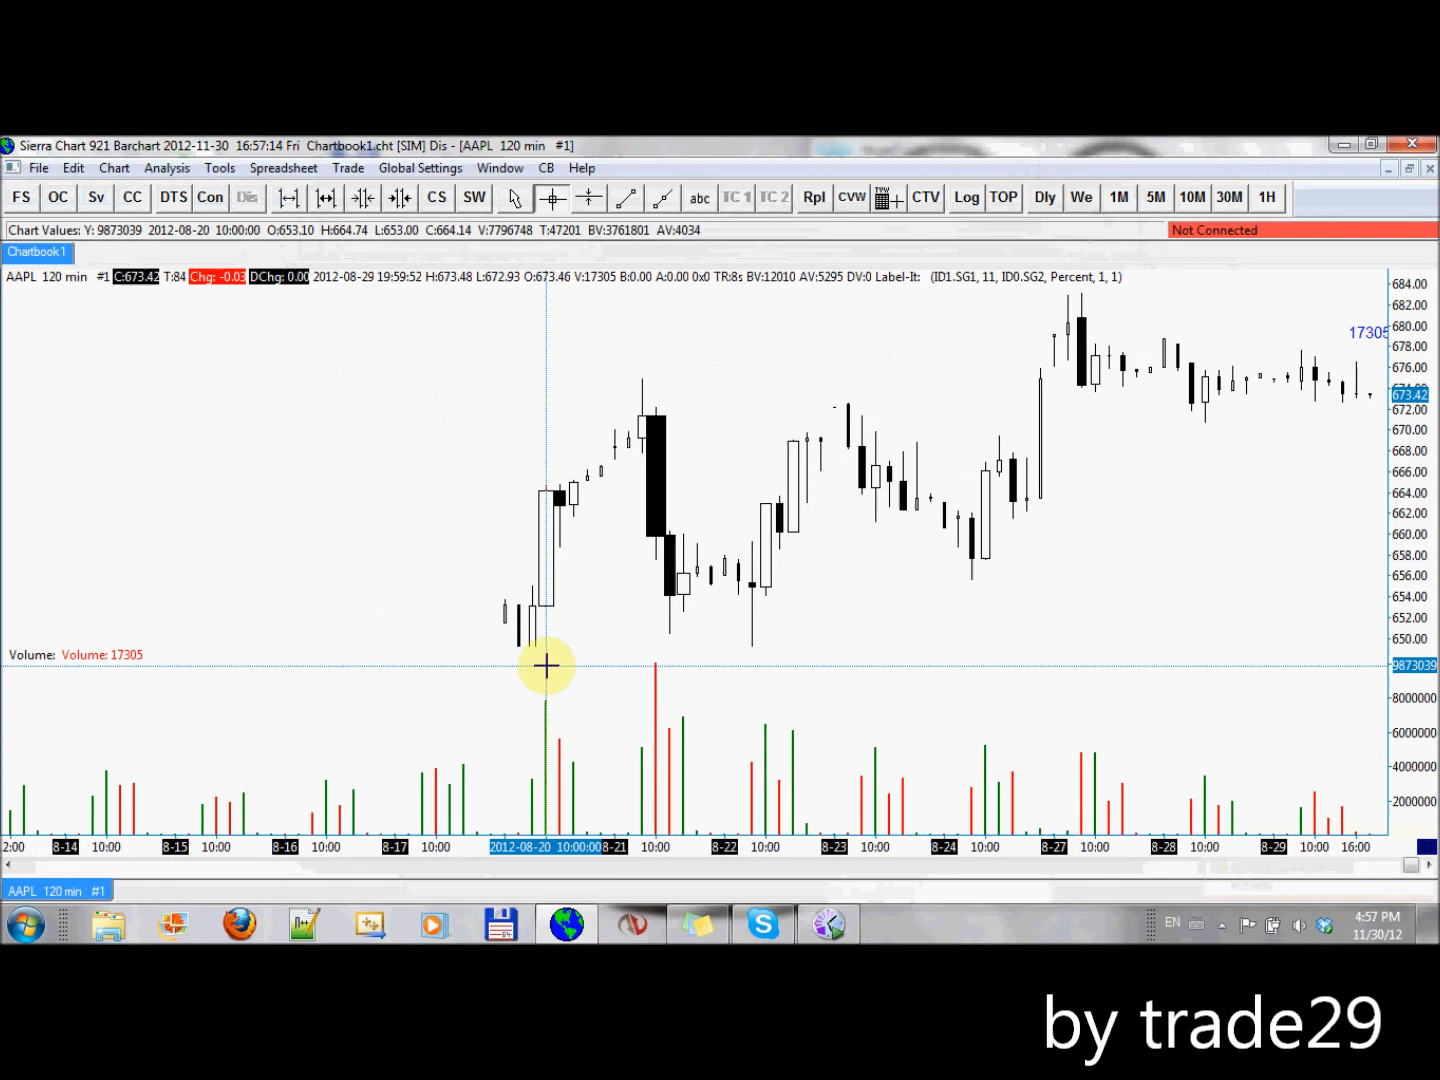 Sierra Chart 921 Barchart 2012-11-30 16:57:14 Fri Chartbook1.cht [SIM] Dis - [AAPL 120 min #1]
File Edit Chart Analysis Tools Spreadsheet Trade Global Settings Window CB Help
FS OC Sv CC DTS Con Dis CS SW abc TC 1 TC 2 Rpl CVW CTV Log TOP Dly We 1M 5M 10M 30M 1H
Chart Values: Y: 9873039 2012-08-20 10:00:00 O:653.10 H:664.74 L:653.00 C:664.14 V:7796748 T:47201 BV:3761801 AV:4034
Not Connected
Chartbook1
AAPL 120 min #1 C:673.42 T:84 Chg: -0.03 DChg: 0.00 2012-08-29 19:59:52 H:673.48 L:672.93 O:673.46 V:17305 B:0.00 A:0.00 0x0 TR:8s BV:12010 AV:5295 DV:0 Label-It: (ID1.SG1, 11, ID0.SG2, Percent, 1, 1)
684.00
682.00
17305
680.00
678.00
676.00
673.42
672.00
670.00
668.00
666.00
664.00
662.00
660.00
658.00
656.00
654.00
652.00
650.00
Volume: Volume: 17305
9873039
8000000
6000000
4000000
2000000
2:00 8-14 10:00 8-15 10:00 8-16 10:00 8-17 10:00 2012-08-20 10:00:00 8-21 10:00 8-22 10:00 8-23 10:00 8-24 10:00 8-27 10:00 8-28 10:00 8-29 10:00 16:00
AAPL 120 min #1
EN
4:57 PM
11/30/12
by trade29